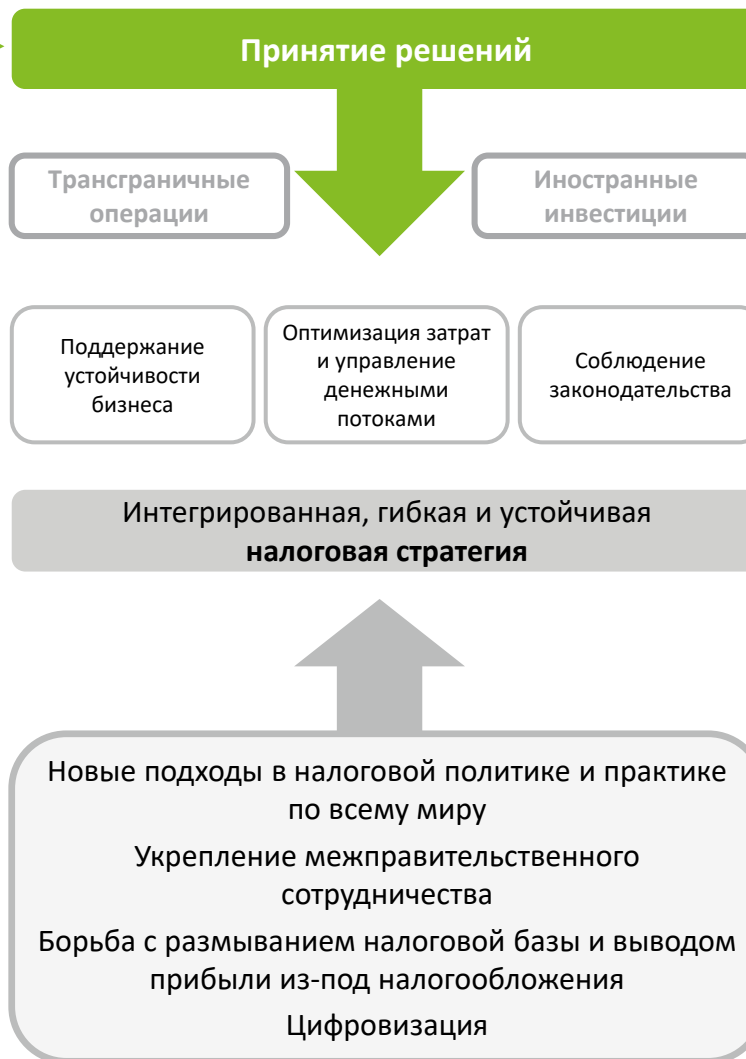 Принятие решений
Трансграничные
операции
Иностранные
инвестиции
Поддержание
устойчивости
бизнеса
Оптимизация затрат
и управление
денежными
потоками
Соблюдение
законодательства
Интегрированная, гибкая и устойчивая
налоговая стратегия
Новые подходы в налоговой политике и практике
по всему миру
Укрепление межправительственного
сотрудничества
Борьба с размыванием налоговой базы и выводом
прибыли из-под налогообложения
Цифровизация